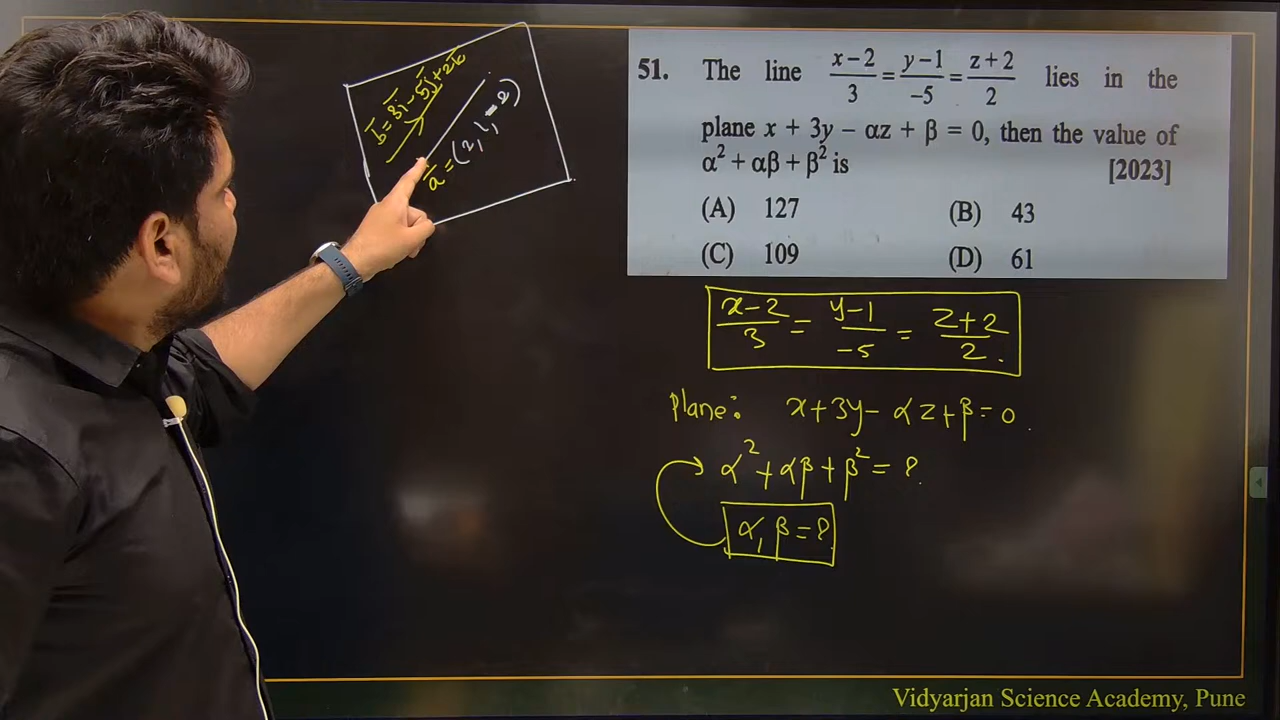 b̄ = 3ī - 5j̄ + 2k̄
ā = (2, 1, -2)
51. The line (x-2)/3 = (y-1)/-5 = (z+2)/2 lies in the
plane x + 3y – αz + β = 0, then the value of
α² + αβ + β² is [2023]
(A) 127 (B) 43
(C) 109 (D) 61
(x-2)/3 = (y-1)/-5 = (z+2)/2.
Plane: x+3y-αz+β=0.
α²+αβ+β²=?
α, β=?
Vidyarjan Science Academy, Pune